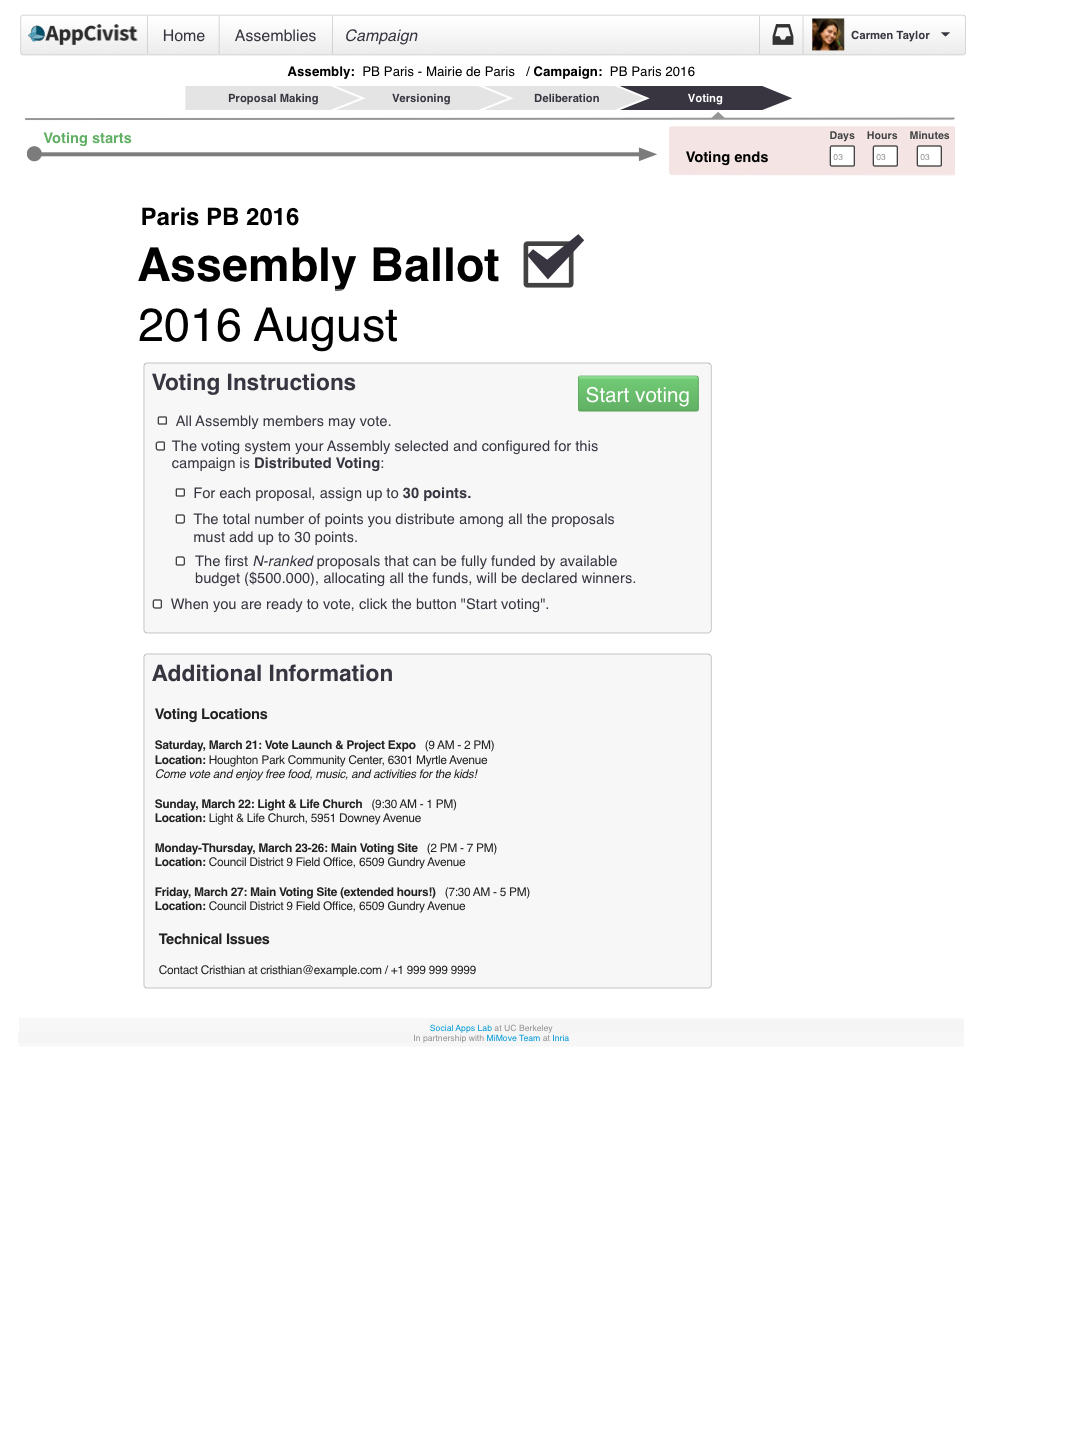 AppCivist Home Assemblies Campaign Carmen Taylor
Assembly: PB Paris - Mairie de Paris / Campaign: PB Paris 2016
Proposal Making Versioning Deliberation Voting
Voting starts
Days Hours Minutes
Voting ends 03 03 03
Paris PB 2016
Assembly Ballot
2016 August
Voting Instructions
Start voting
All Assembly members may vote.
The voting system your Assembly selected and configured for this
campaign is Distributed Voting:
For each proposal, assign up to 30 points.
The total number of points you distribute among all the proposals
must add up to 30 points.
The first N-ranked proposals that can be fully funded by available
budget ($500.000), allocating all the funds, will be declared winners.
When you are ready to vote, click the button "Start voting".
Additional Information
Voting Locations
Saturday, March 21: Vote Launch & Project Expo (9 AM - 2 PM)
Location: Houghton Park Community Center, 6301 Myrtle Avenue
Come vote and enjoy free food, music, and activities for the kids!
Sunday, March 22: Light & Life Church (9:30 AM - 1 PM)
Location: Light & Life Church, 5951 Downey Avenue
Monday-Thursday, March 23-26: Main Voting Site (2 PM - 7 PM)
Location: Council District 9 Field Office, 6509 Gundry Avenue
Friday, March 27: Main Voting Site (extended hours!) (7:30 AM - 5 PM)
Location: Council District 9 Field Office, 6509 Gundry Avenue
Technical Issues
Contact Cristhian at cristhian@example.com / +1 999 999 9999
Social Apps Lab at UC Berkeley
In partnership with MiMove Team at Inria